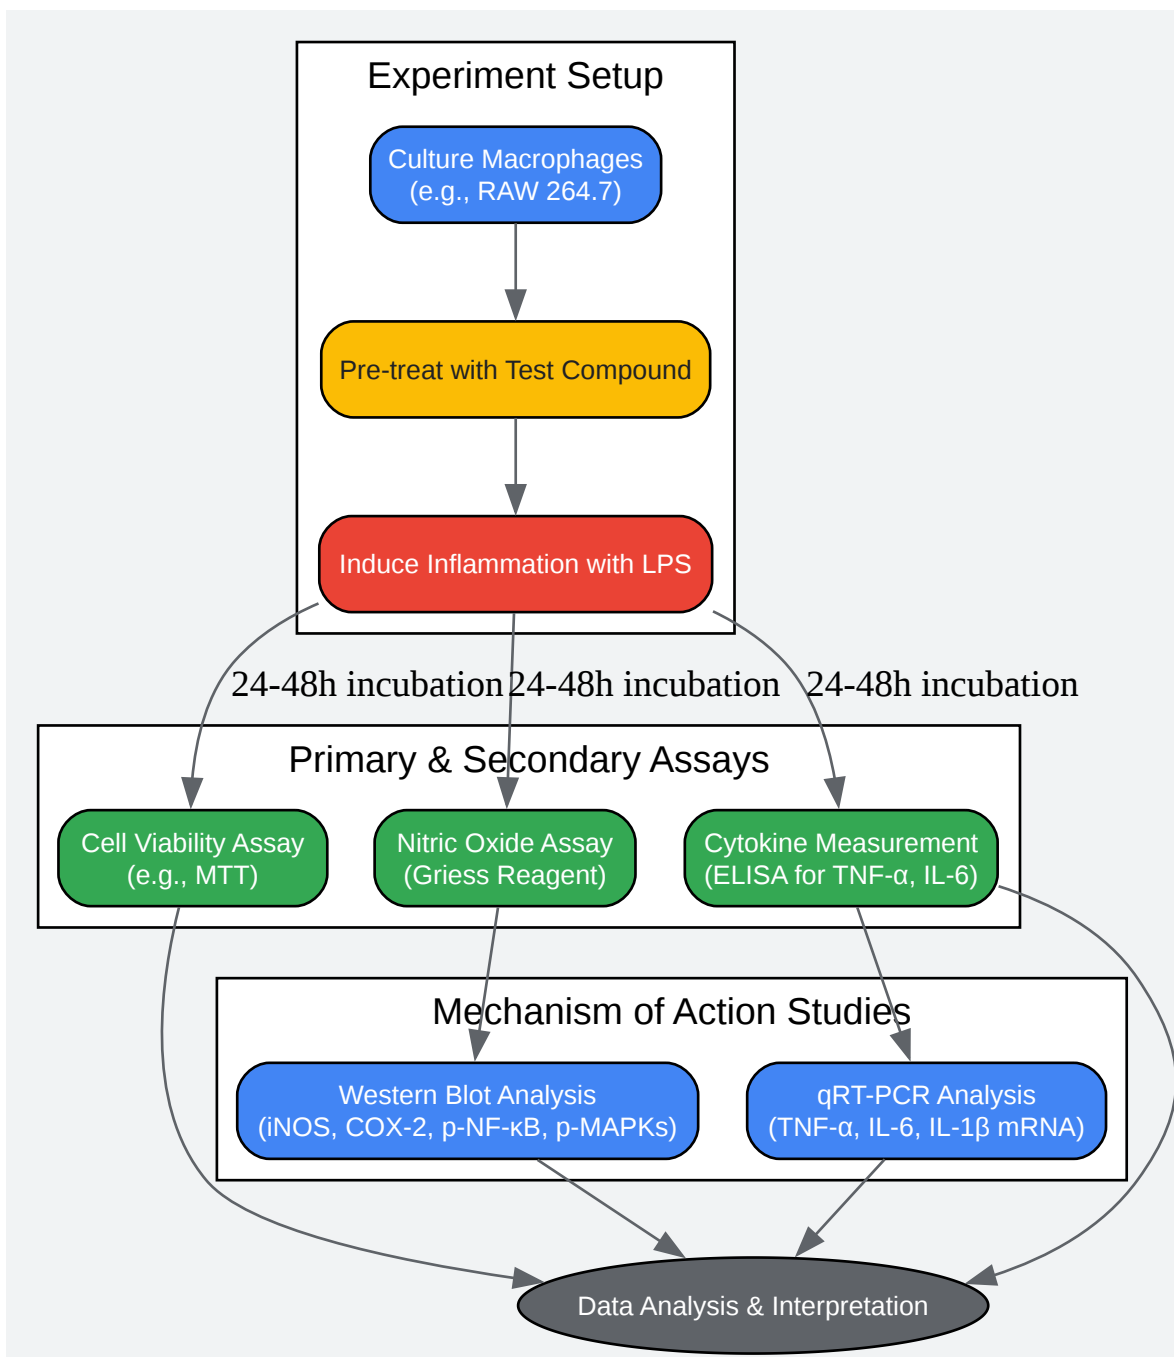 Experiment Setup
Culture Macrophages
(e.g., RAW 264.7)
Pre-treat with Test Compound
Induce Inflammation with LPS
24-48h incubation
24-48h incubation
24-48h incubation
Primary & Secondary Assays
Cell Viability Assay
(e.g., MTT)
Nitric Oxide Assay
(Griess Reagent)
Cytokine Measurement
(ELISA for TNF-α, IL-6)
Mechanism of Action Studies
Western Blot Analysis
(iNOS, COX-2, p-NF-κB, p-MAPKs)
qRT-PCR Analysis
(TNF-α, IL-6, IL-1β mRNA)
Data Analysis & Interpretation